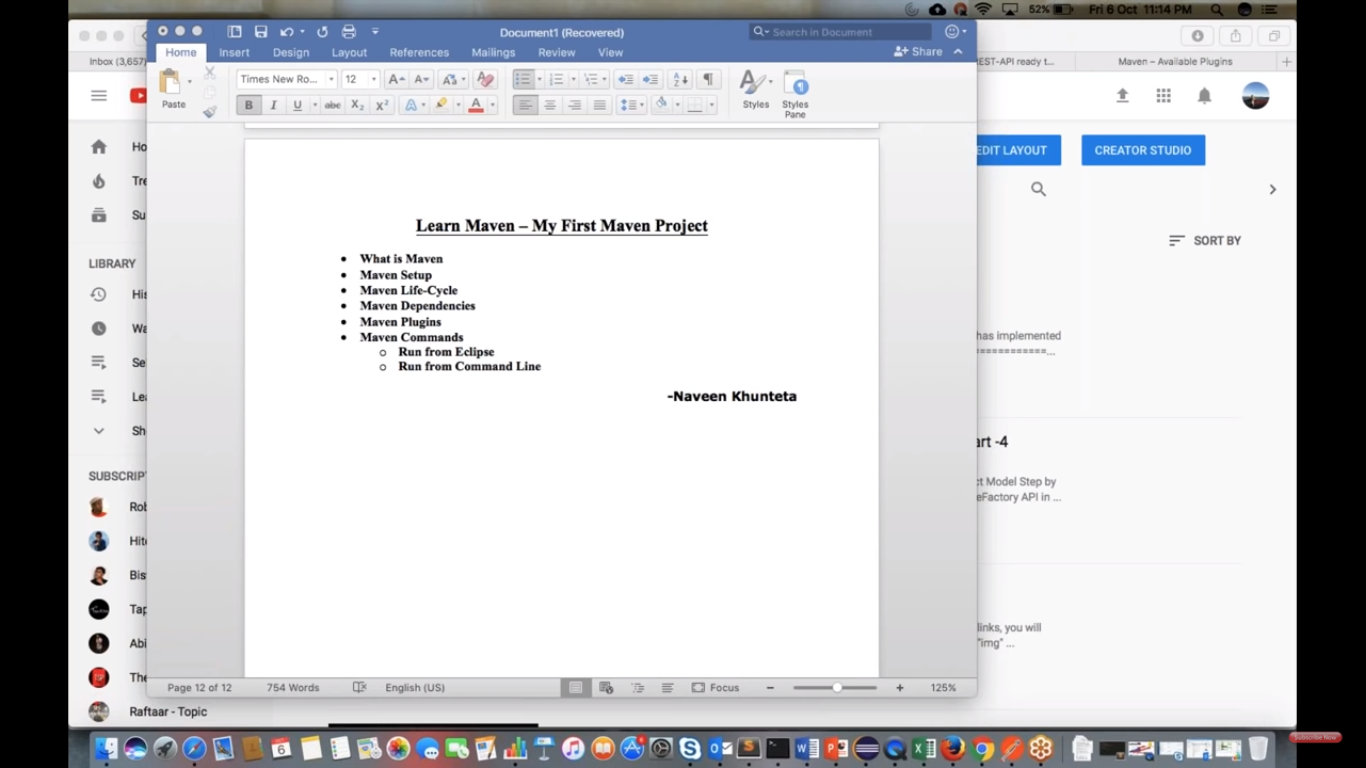 52%
Fri 6 Oct 11:14 PM
Document1 (Recovered)
Search in Document
Home
Insert
Design
Layout
References
Mailings
Review
View
Share
Inbox (3,657)
EST-API ready t...
Maven – Available Plugins
Paste
Times New Ro...
12
B I U abc X₂ X²
Styles
Styles Pane
EDIT LAYOUT
CREATOR STUDIO
SORT BY
Ho
Tre
Su
LIBRARY
His
Wa
Se
Lea
Sh
SUBSCRIP
Rob
Hite
Bis
Tap
Abi
The
Raftaar - Topic
Learn Maven – My First Maven Project
• What is Maven
• Maven Setup
• Maven Life-Cycle
• Maven Dependencies
• Maven Plugins
• Maven Commands
o Run from Eclipse
o Run from Command Line
-Naveen Khunteta
has implemented
============...
art -4
ct Model Step by
eFactory API in ...
links, you will
"img" ...
Page 12 of 12
754 Words
English (US)
Focus
125%
6
Subscribe Now